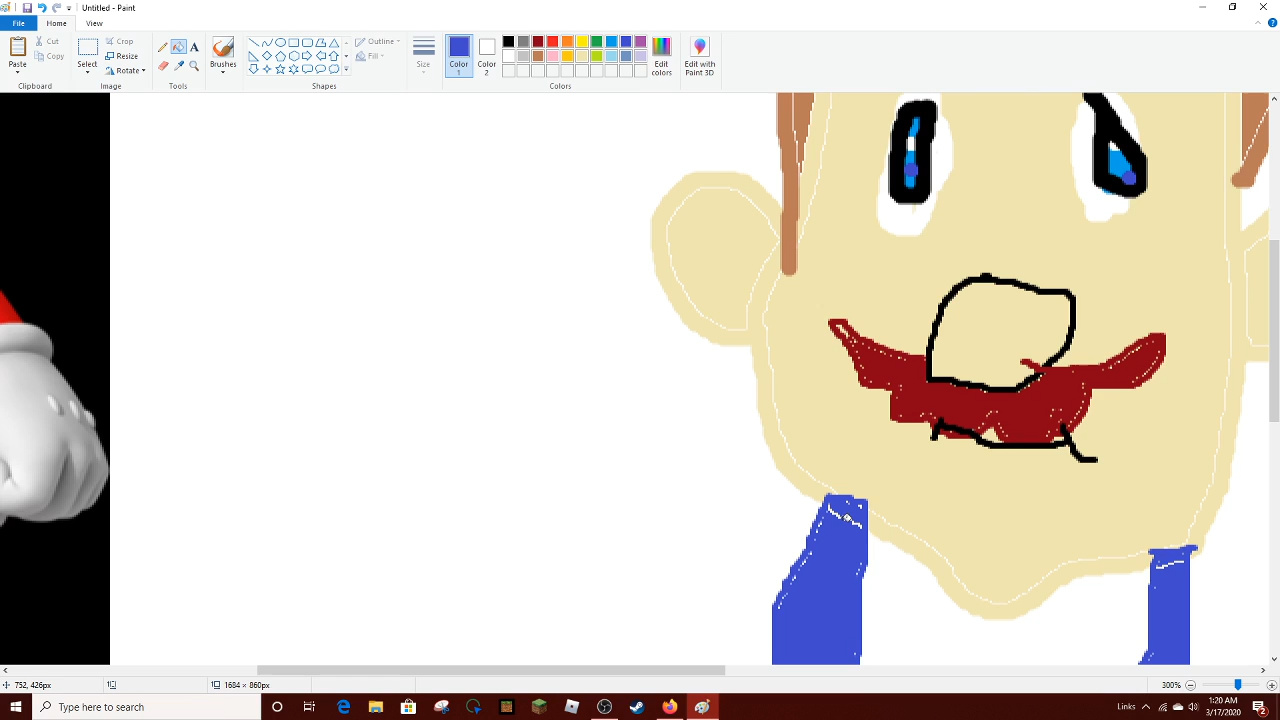 Untitled - Paint
File Home View
Paste
Cut
Copy
Clipboard
Select
Crop
Resize
Rotate
Image
A
Tools
Brushes
Shapes
Outline
Fill
Size
Color 1
Color 2
Colors
Edit colors
Edit with Paint 3D
752, 426px
1684 × 860px
300%
Type here to search
Links
1:20 AM
3/17/2020
2